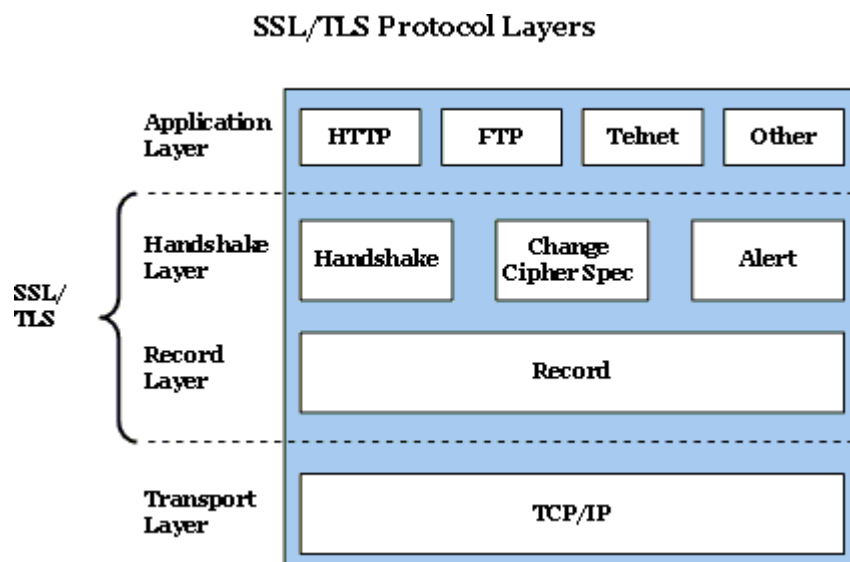 SSL/TLS Protocol Layers
Application
Layer
HTTP
FTP
Telnet
Other
Handshake
Layer
Handshake
Change
Cipher Spec
Alert
SSL/
TLS
Record
Layer
Record
Transport
Layer
TCP/IP